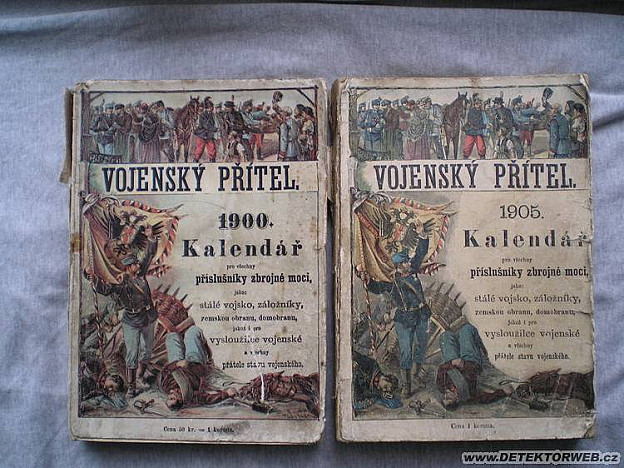 VOJENSKÝ PŘÍTEL.
1900.
Kalendář
pro všechny
příslušníky zbrojné moci,
jako:
stálé vojsko, záložníky,
zemskou obranu, domobranu,
jakož i pro
vysloužilce vojenské
a všechny
přátele stavu vojenského.
Cena 50 kr. — 1 koruna.
VOJENSKÝ PŘÍTEL.
1905.
Kalendář
pro všechny
příslušníky zbrojné moci,
jako:
stálé vojsko, záložníky,
zemskou obranu, domobranu,
jakož i pro
vysloužilce vojenské
a všechny
přátele stavu vojenského.
Cena 1 koruna.
www.DETEKTORWEB.cz